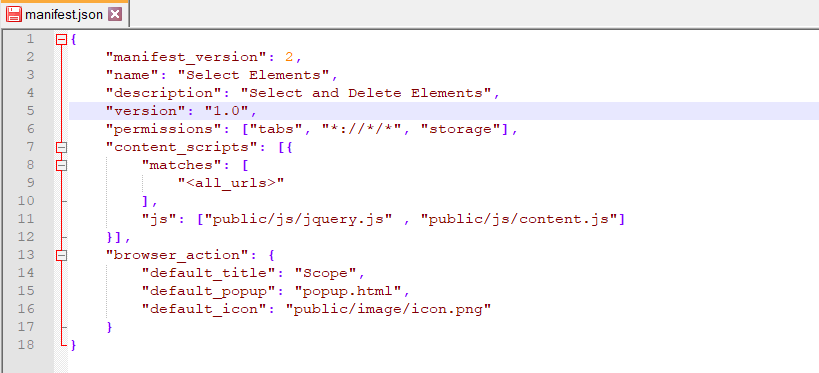 manifest.json
1 {
2 "manifest_version": 2,
3 "name": "Select Elements",
4 "description": "Select and Delete Elements",
5 "version": "1.0",
6 "permissions": ["tabs", "*://*/*", "storage"],
7 "content_scripts": [{
8 "matches": [
9 "<all_urls>"
10 ],
11 "js": ["public/js/jquery.js" , "public/js/content.js"]
12 }],
13 "browser_action": {
14 "default_title": "Scope",
15 "default_popup": "popup.html",
16 "default_icon": "public/image/icon.png"
17 }
18 }